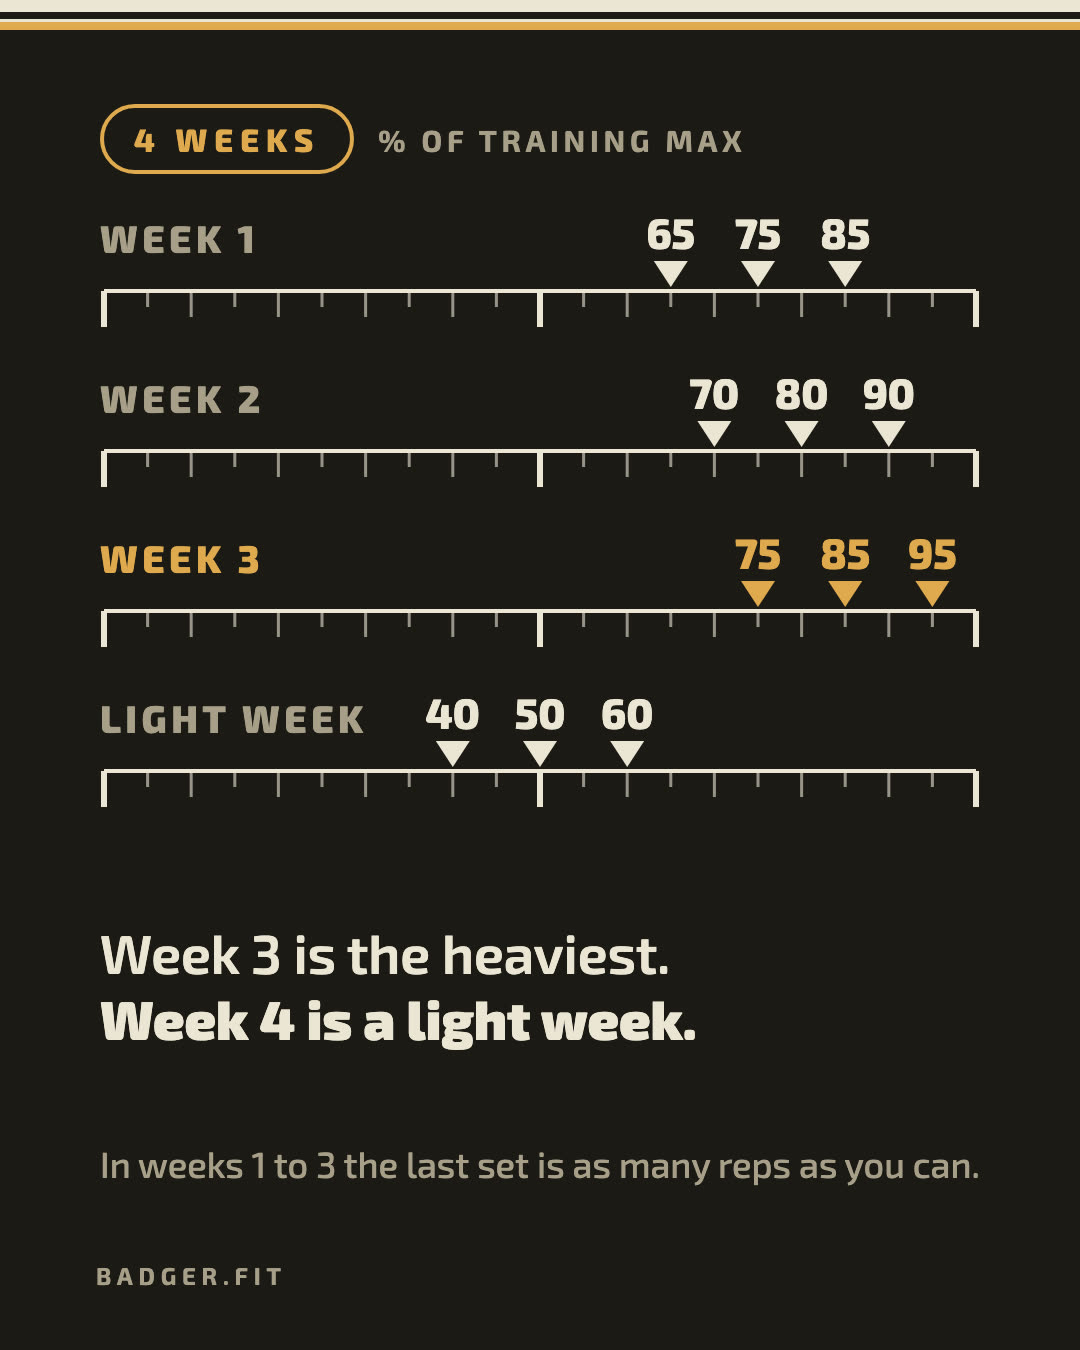 4 WEEKS % OF TRAINING MAX
WEEK 1 65 75 85
WEEK 2 70 80 90
WEEK 3 75 85 95
LIGHT WEEK 40 50 60
Week 3 is the heaviest.
Week 4 is a light week.
In weeks 1 to 3 the last set is as many reps as you can.
BADGER.FIT